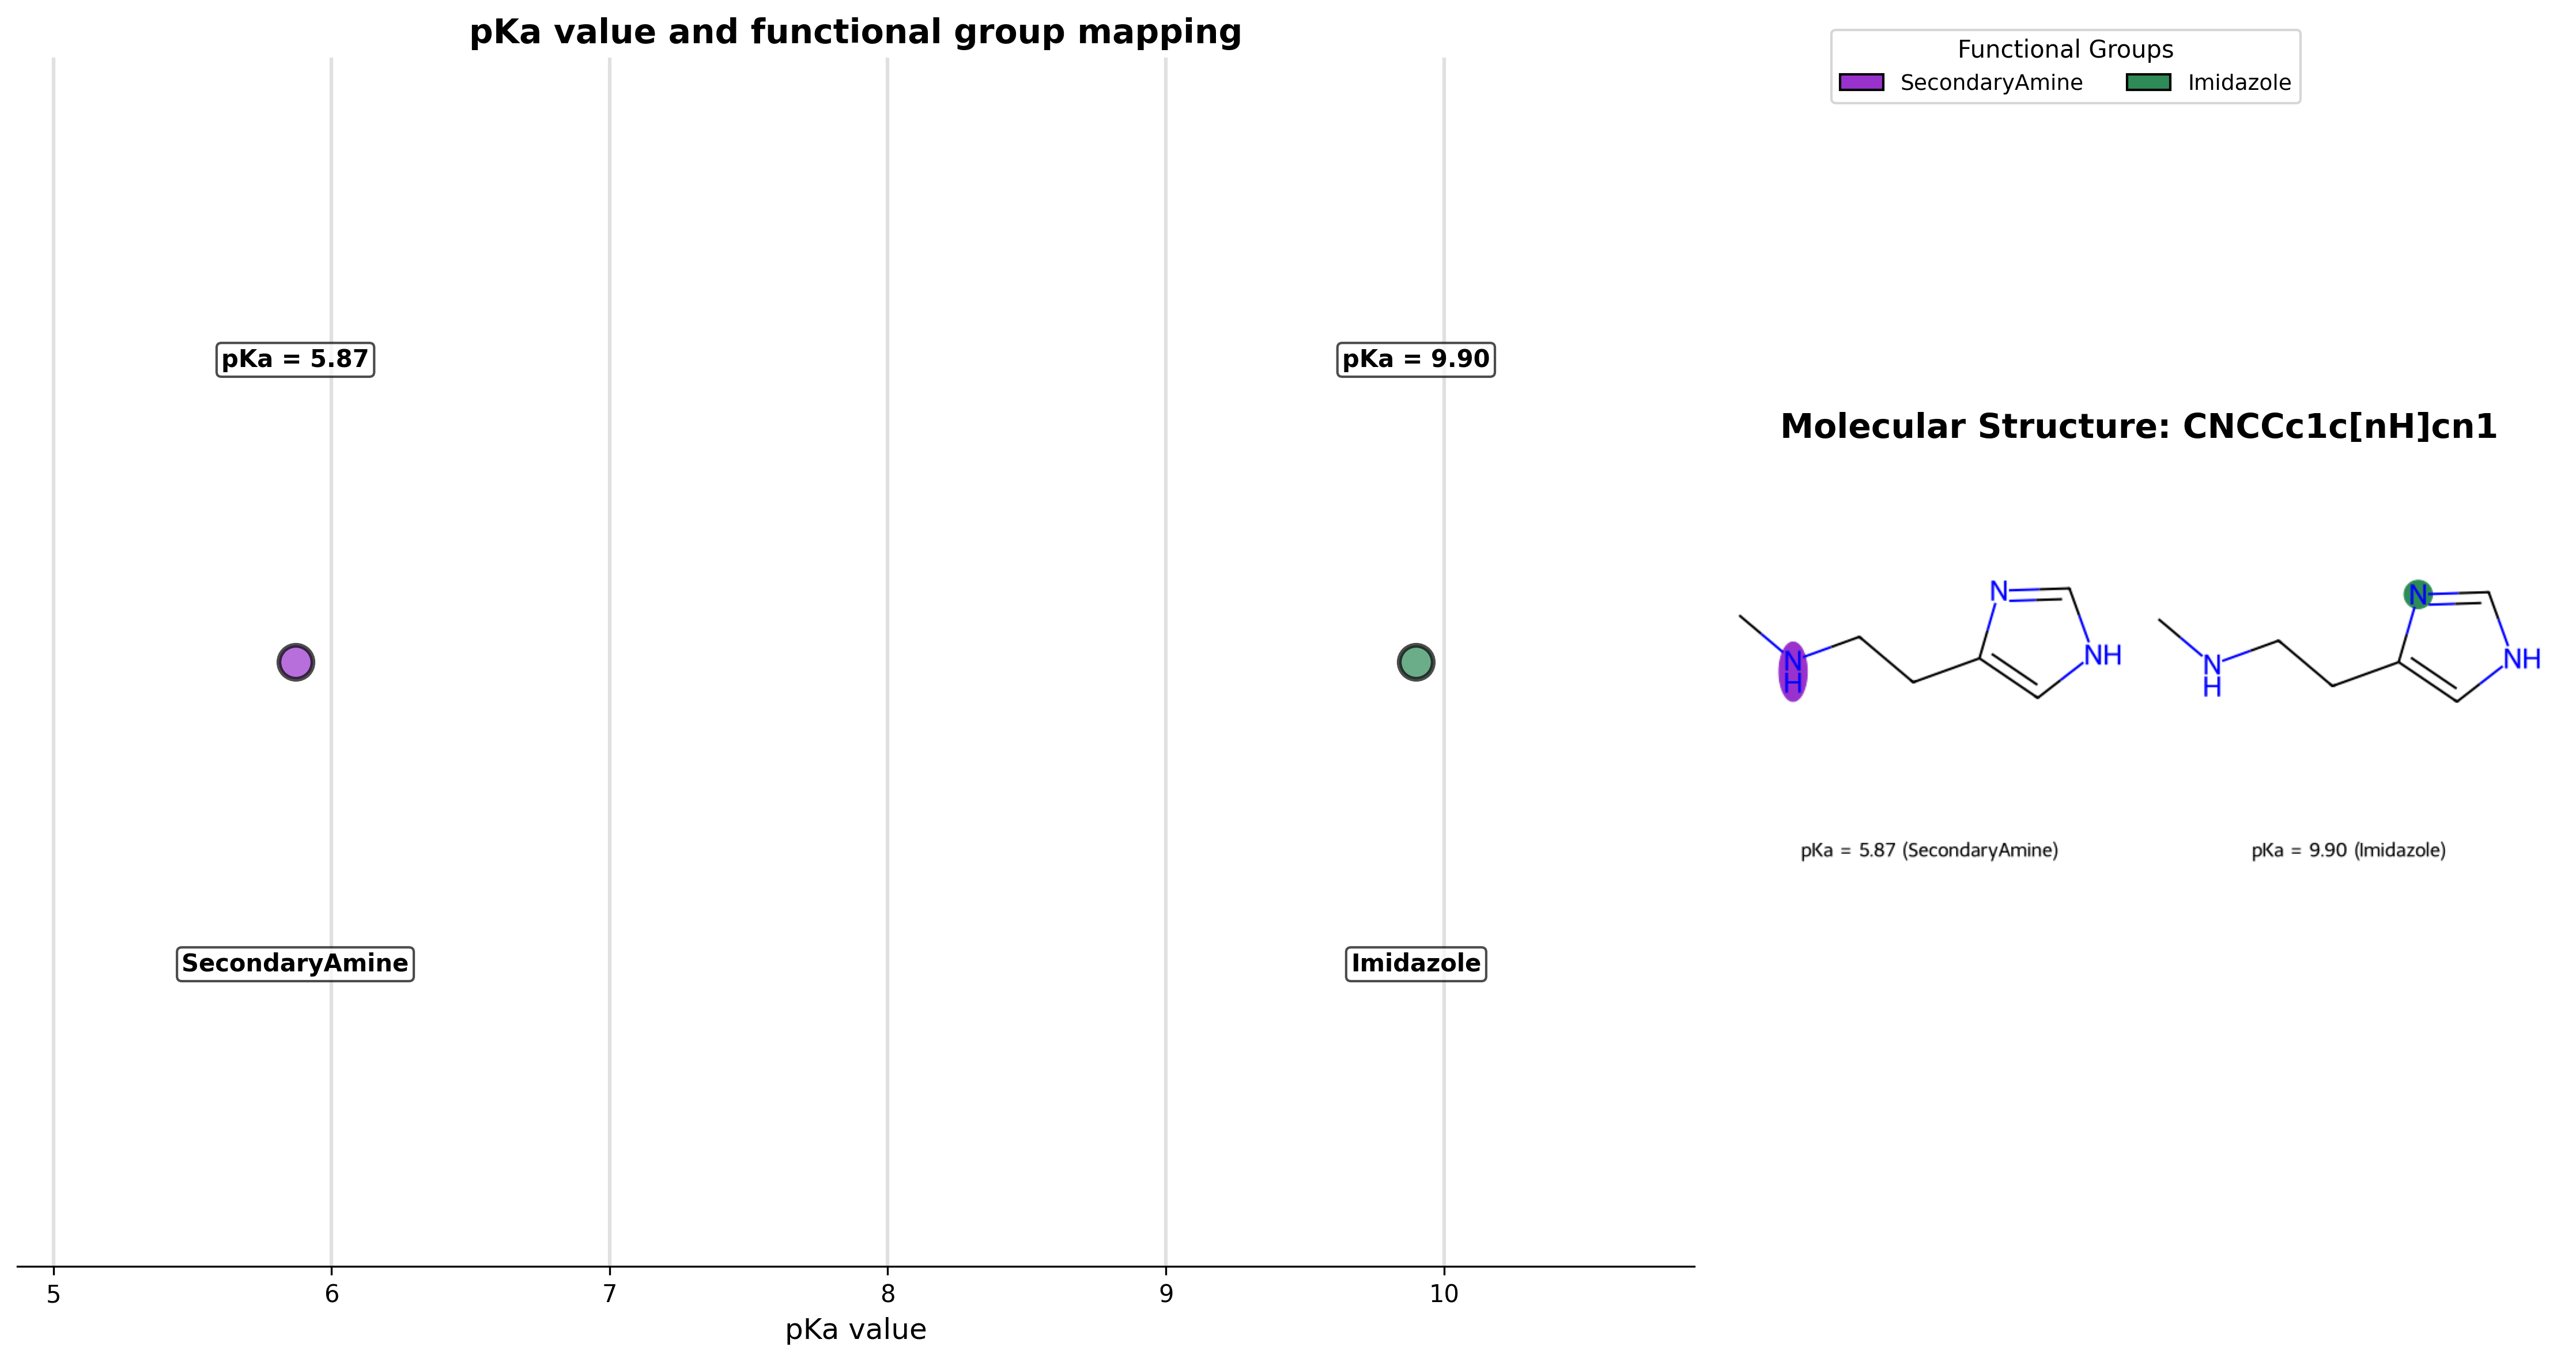 pKa value and functional group mapping
pKa = 5.87
pKa = 9.90
SecondaryAmine
Imidazole
5 6 7 8 9 10
pKa value
Functional Groups
SecondaryAmine Imidazole
Molecular Structure: CNCCc1c[nH]cn1
N
N
H
NH
N
N
H
NH
pKa = 5.87 (SecondaryAmine)
pKa = 9.90 (Imidazole)